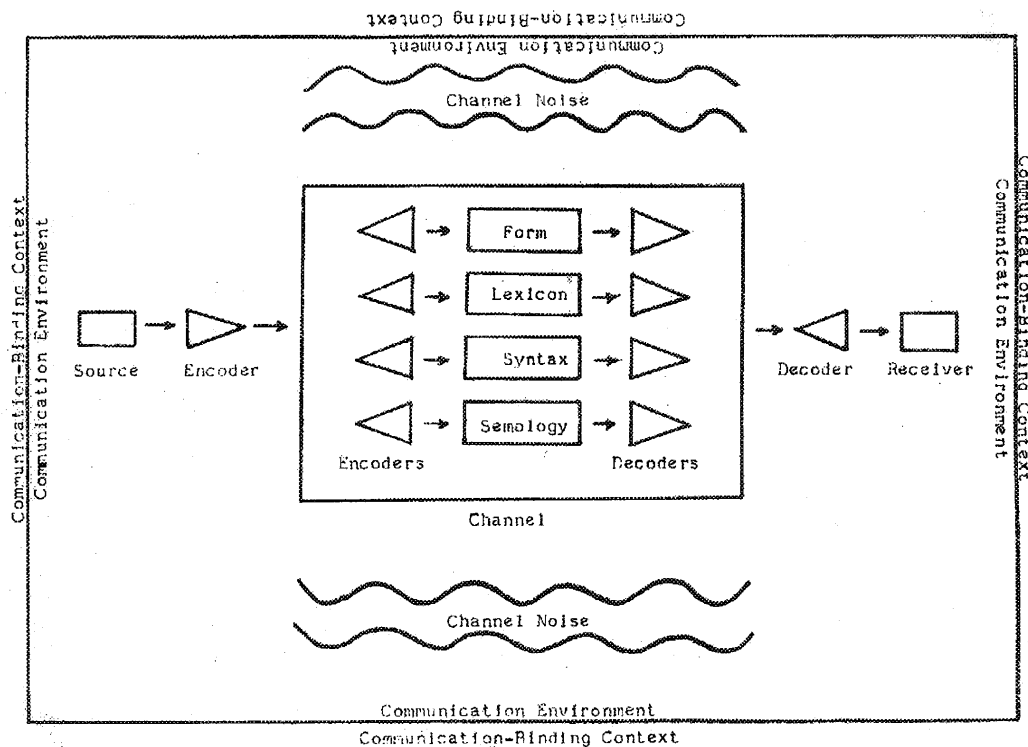 Communication-Binding Context
Communication Environment
Channel Noise
Communication-Binding Context
Communication Environment
Communication Environment
Communication-Binding Context
Form
Lexicon
Syntax
Semology
Source
Encoder
Decoder
Receiver
Encoders
Decoders
Channel
Channel Noise
Communication Environment
Communication-Binding Context